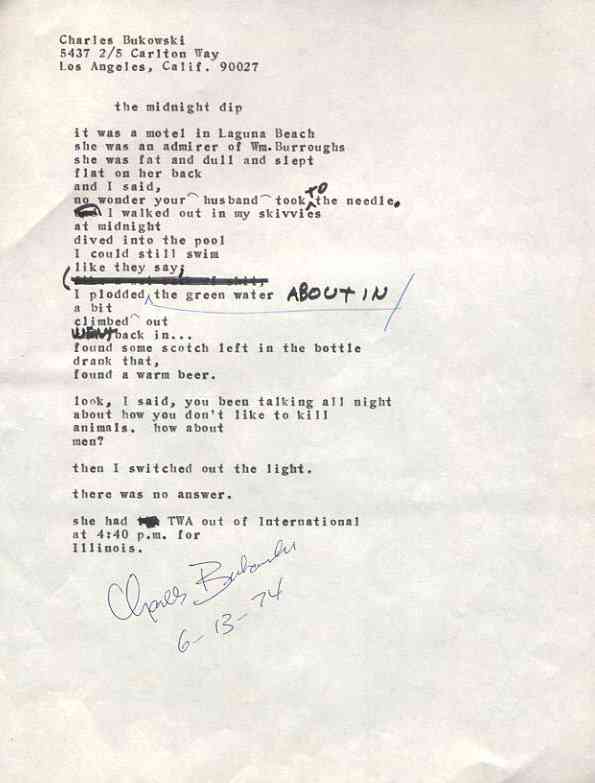 Charles Bukowski
5437 2/5 Carlton Way
Los Angeles, Calif. 90027
the midnight dip
it was a motel in Laguna Beach
she was an admirer of Wm.Burroughs
she was fat and dull and slept
flat on her back
and I said,
no wonder your husband took TO the needle.
I walked out in my skivvies
at midnight
dived into the pool
I could still swim
like they say;
I plodded ABOUT IN the green water
a bit
climbed out
WENT back in...
found some scotch left in the bottle
drank that,
found a warm beer.
look, I said, you been talking all night
about how you don't like to kill
animals. how about
men?
then I switched out the light.
there was no answer.
she had TWA out of International
at 4:40 p.m. for
Illinois.
Charles Bukowski
6-13-74